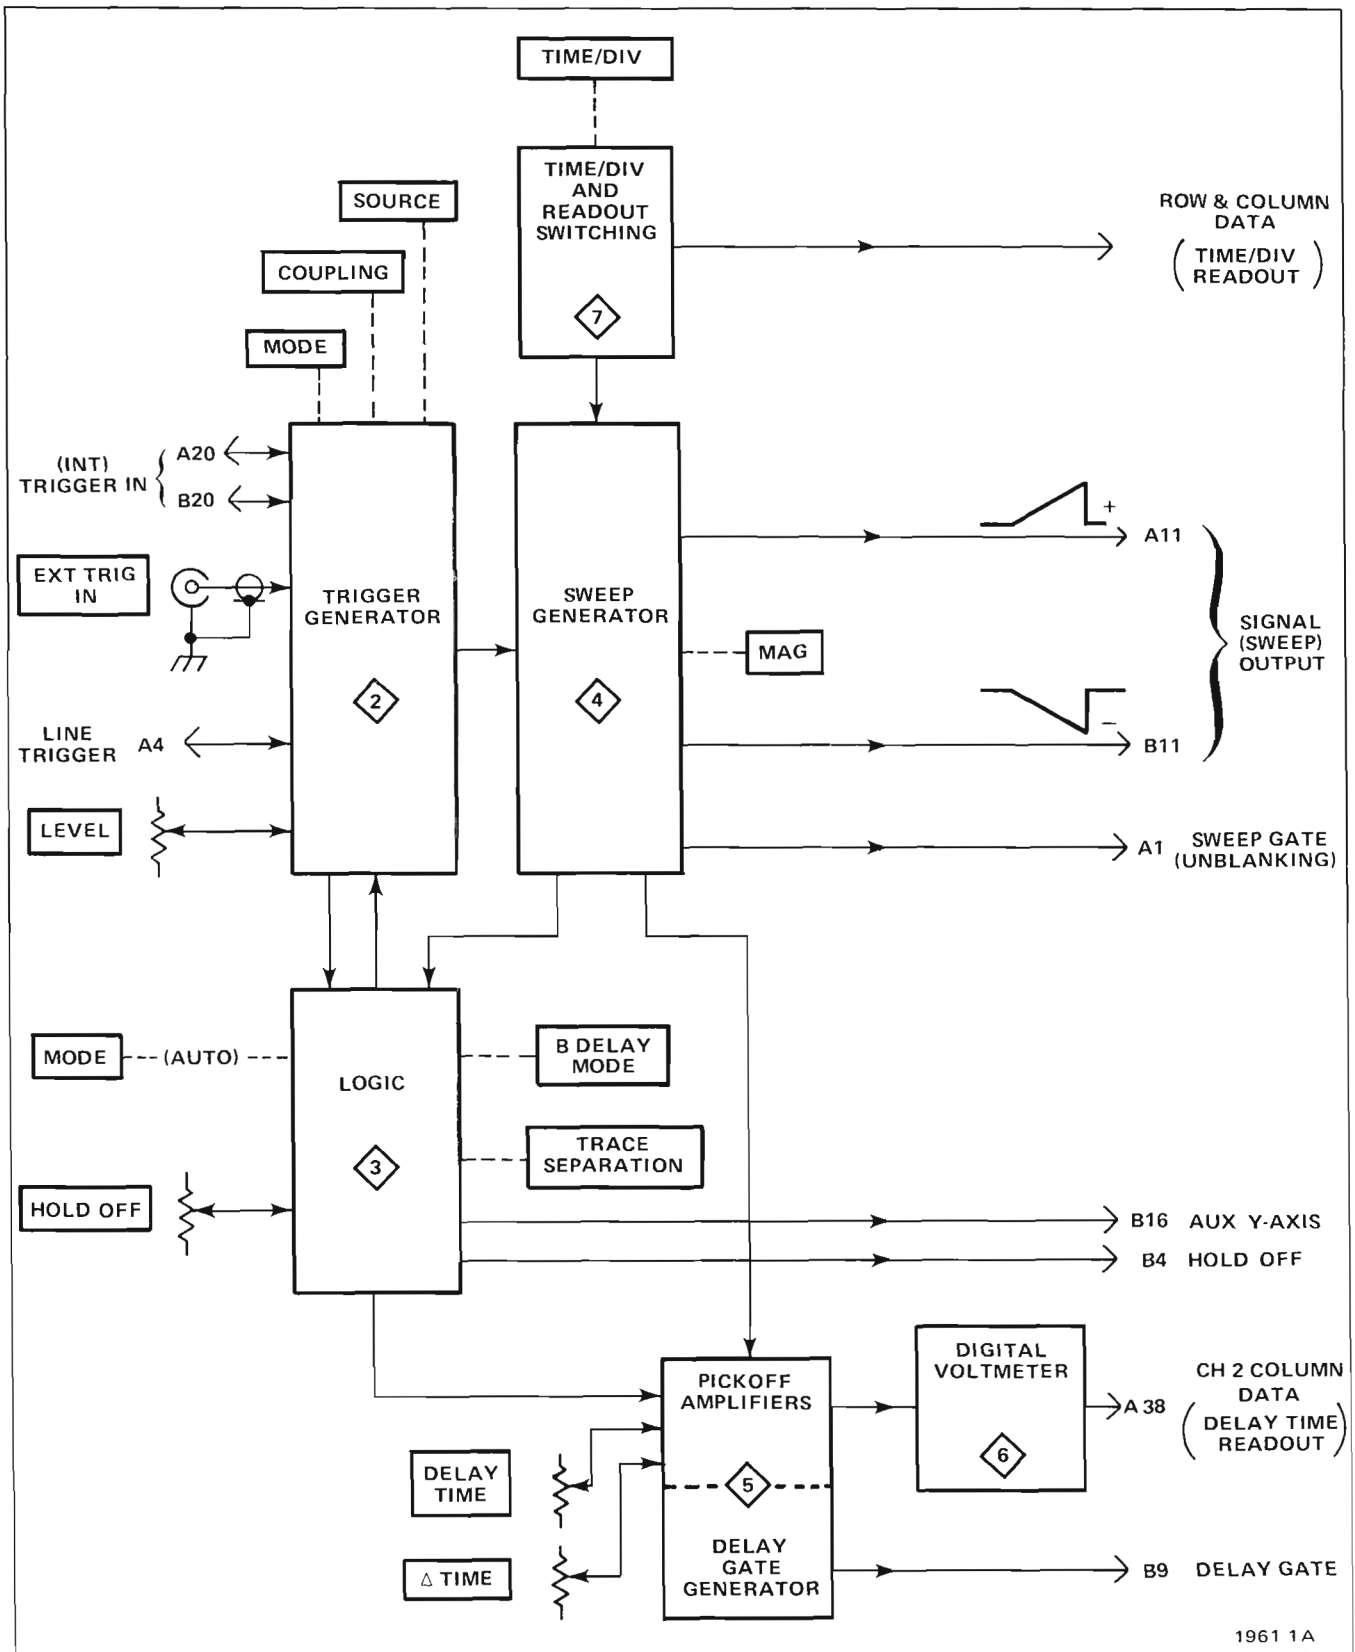 TIME/DIV
TIME/DIV
AND
READOUT
SWITCHING
7
ROW & COLUMN
DATA
(TIME/DIV
READOUT)
SOURCE
COUPLING
MODE
(INT)
TRIGGER IN
A20
B20
EXT TRIG
IN
LINE
TRIGGER
A4
LEVEL
TRIGGER
GENERATOR
2
SWEEP
GENERATOR
4
MAG
+
A11
−
B11
SIGNAL
(SWEEP)
OUTPUT
A1
SWEEP GATE
(UNBLANKING)
MODE
(AUTO)
HOLD OFF
LOGIC
3
B DELAY
MODE
TRACE
SEPARATION
B16 AUX Y-AXIS
B4 HOLD OFF
PICKOFF
AMPLIFIERS
5
DELAY
GATE
GENERATOR
DELAY
TIME
Δ TIME
DIGITAL
VOLTMETER
6
A38
CH 2 COLUMN
DATA
(DELAY TIME
READOUT)
B9 DELAY GATE
1961 1A